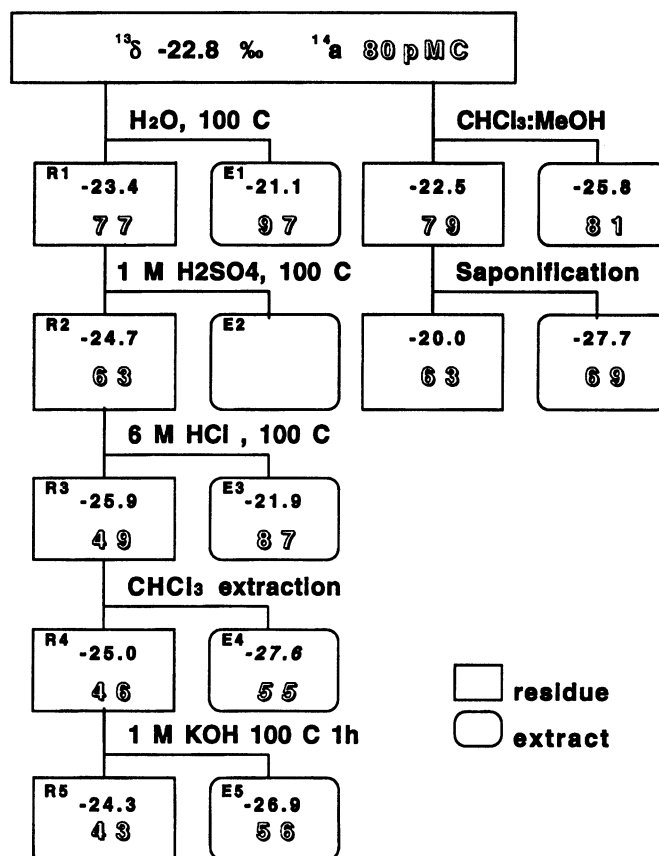 ¹³δ -22.8 ‰ ¹⁴a 80pMC
H₂O, 100 C
CHCl₃:MeOH
R1
-23.4
77
E1
-21.1
97
-22.5
79
-25.8
81
1 M H2SO4, 100 C
Saponification
R2
-24.7
63
E2
-20.0
63
-27.7
69
6 M HCl , 100 C
R3
-25.9
49
E3
-21.9
87
CHCl₃ extraction
R4
-25.0
46
E4
-27.6
55
residue
1 M KOH 100 C 1h
extract
R5
-24.3
43
E5
-26.9
56